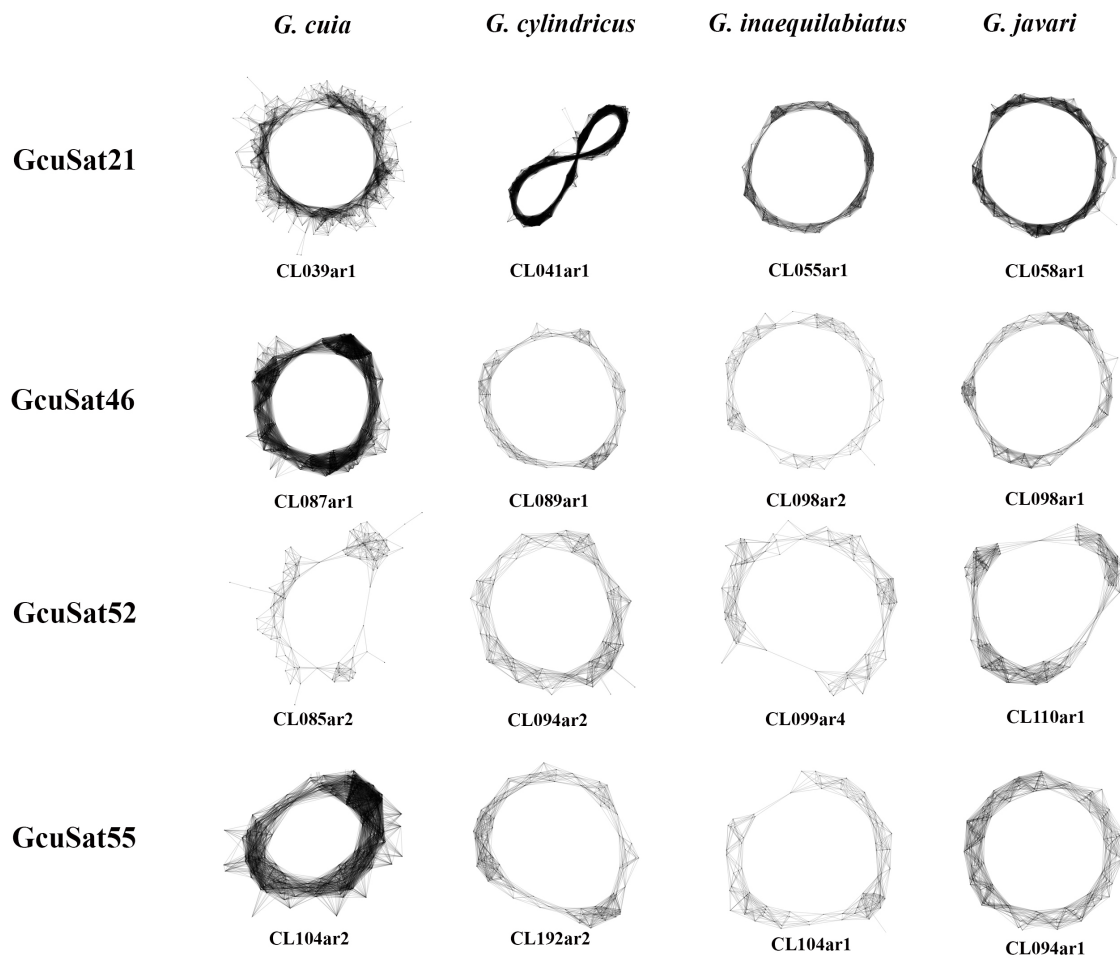 G. cuia G. cylindricus G. inaequilabiatus G. javari
GcuSat21
CL039ar1 CL041ar1 CL055ar1 CL058ar1
GcuSat46
CL087ar1 CL089ar1 CL098ar2 CL098ar1
GcuSat52
CL085ar2 CL094ar2 CL099ar4 CL110ar1
GcuSat55
CL104ar2 CL192ar2 CL104ar1 CL094ar1